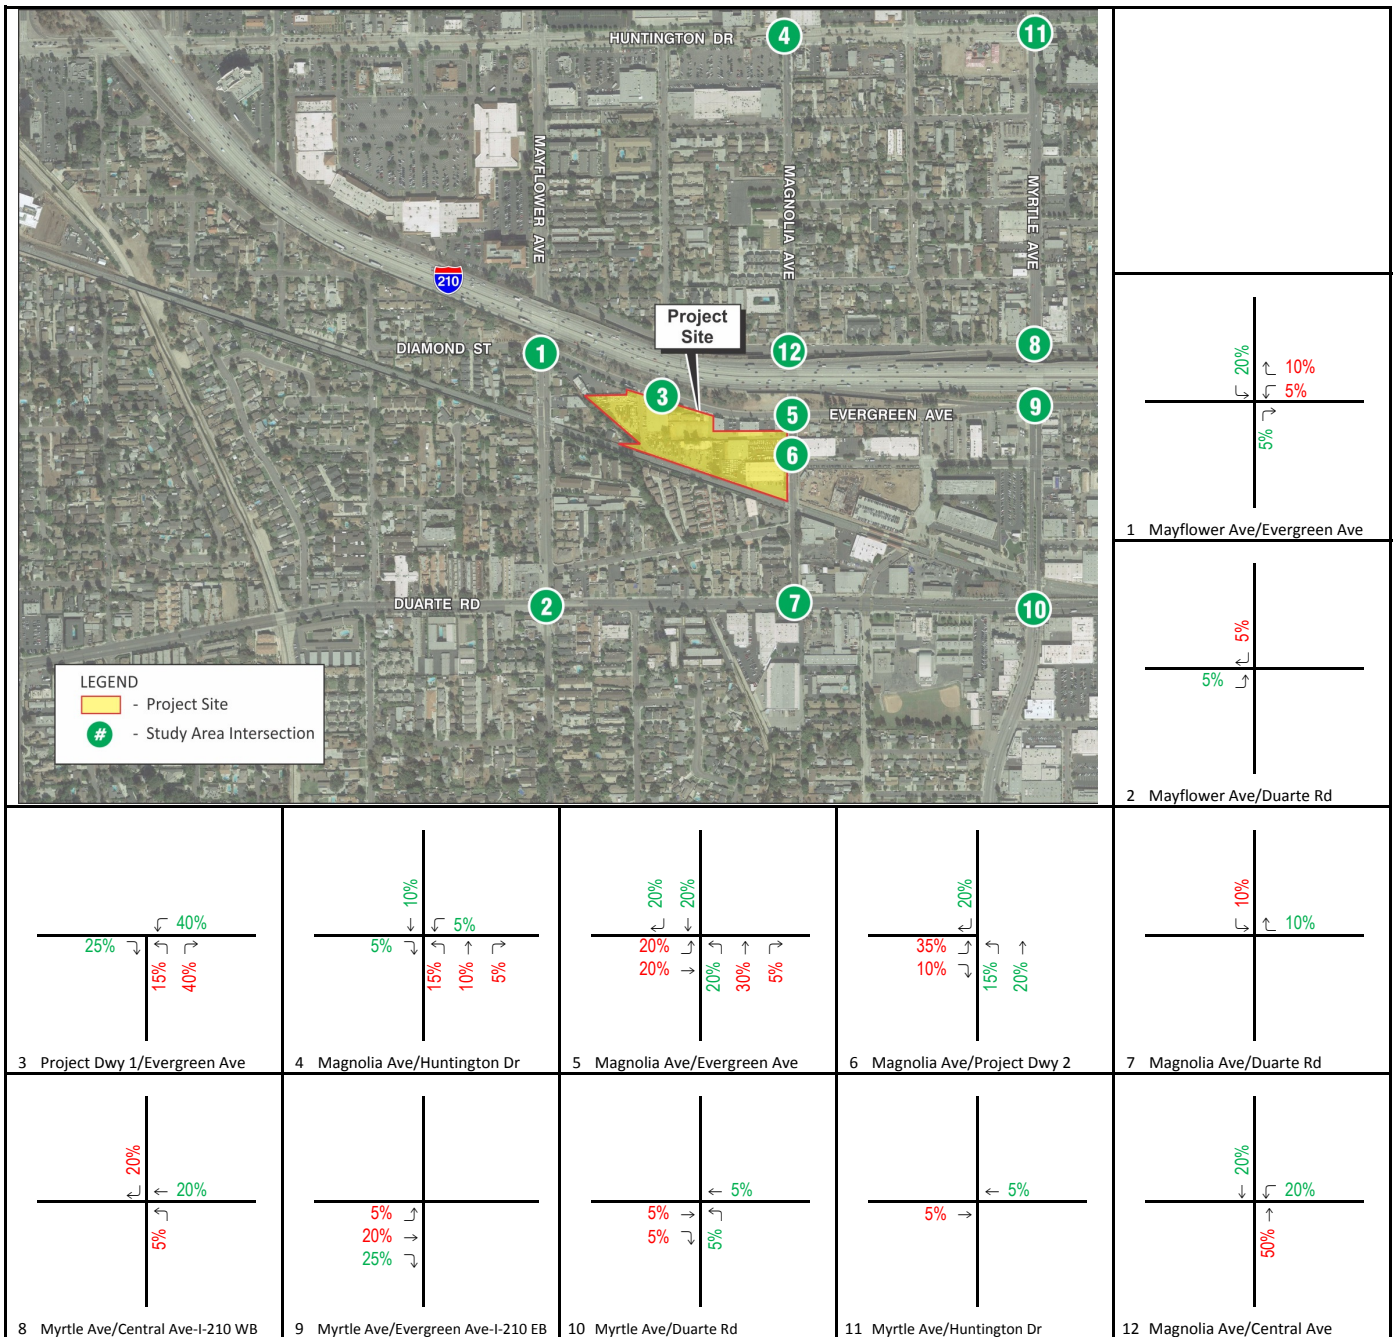 HUNTINGTON DR
4
11
MAYFLOWER AVE
MAGNOLIA AVE
MYRTLE AVE
210
Project
Site
DIAMOND ST
1
12
8
3
5
EVERGREEN AVE
9
6
DUARTE RD
2
7
10
LEGEND
- Project Site
# - Study Area Intersection
20%
10%
5%
5%
1 Mayflower Ave/Evergreen Ave
5%
5%
2 Mayflower Ave/Duarte Rd
40%
25%
15% 40%
3 Project Dwy 1/Evergreen Ave
10%
5%
5%
15% 10% 5%
4 Magnolia Ave/Huntington Dr
20% 20%
20%
20%
20% 30% 5%
5 Magnolia Ave/Evergreen Ave
20%
35%
10%
15% 20%
6 Magnolia Ave/Project Dwy 2
10%
10%
7 Magnolia Ave/Duarte Rd
20%
20%
5%
8 Myrtle Ave/Central Ave-I-210 WB
5%
20%
25%
9 Myrtle Ave/Evergreen Ave-I-210 EB
5%
5%
5%
5%
10 Myrtle Ave/Duarte Rd
5%
5%
11 Myrtle Ave/Huntington Dr
20%
20%
50%
12 Magnolia Ave/Central Ave